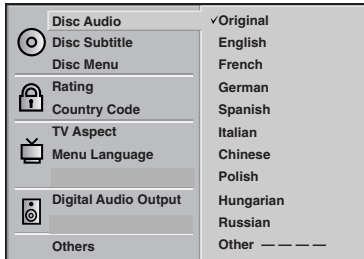 Disc Audio
Disc Subtitle
Disc Menu
Rating
Country Code
TV Aspect
Menu Language
Digital Audio Output
Others
✓Original
English
French
German
Spanish
Italian
Chinese
Polish
Hungarian
Russian
Other — — — —